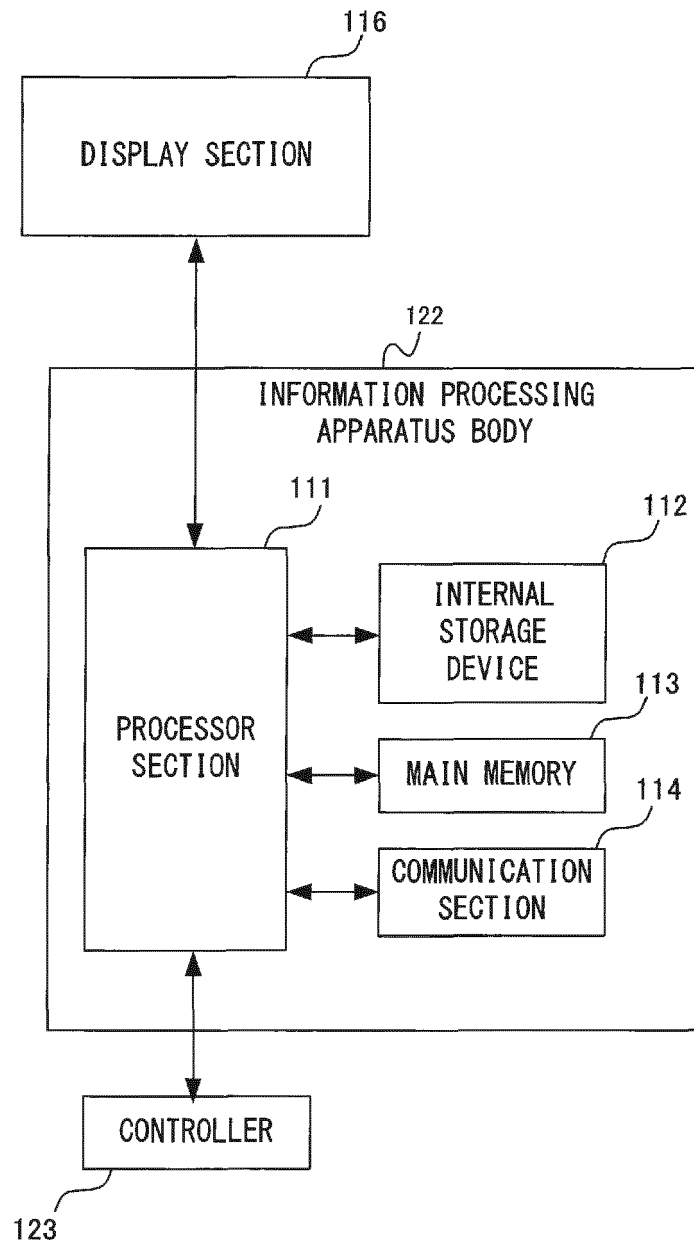 116
DISPLAY SECTION
122
INFORMATION PROCESSING
APPARATUS BODY
111
112
INTERNAL
STORAGE
DEVICE
113
PROCESSOR
SECTION
MAIN MEMORY
114
COMMUNICATION
SECTION
CONTROLLER
123